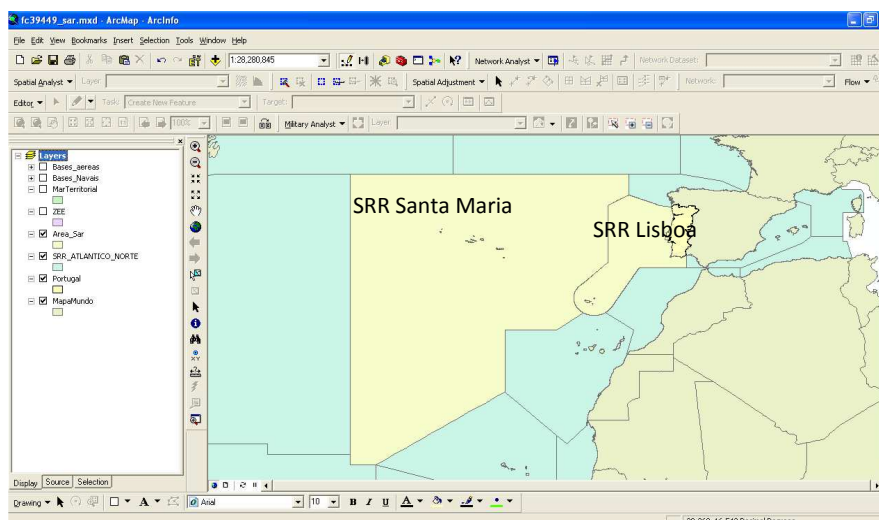 fc39449_sar.mxd - ArcMap - ArcInfo
File Edit View Bookmarks Insert Selection Tools Window Help
1:28,280,845 Network Analyst Network Dataset:
Spatial Analyst Layer: Spatial Adjustment Network: Flow
Editor Task: Create New Feature Target:
100% Military Analyst Layer:
Layers
Bases_aereas
Bases_Navais
MarTerritorial
ZEE
Area_Sar
SRR_ATLANTICO_NORTE
Portugal
MapaMundo
SRR Santa Maria
SRR Lisboa
Display Source Selection
Drawing A Arial 10 B I U A